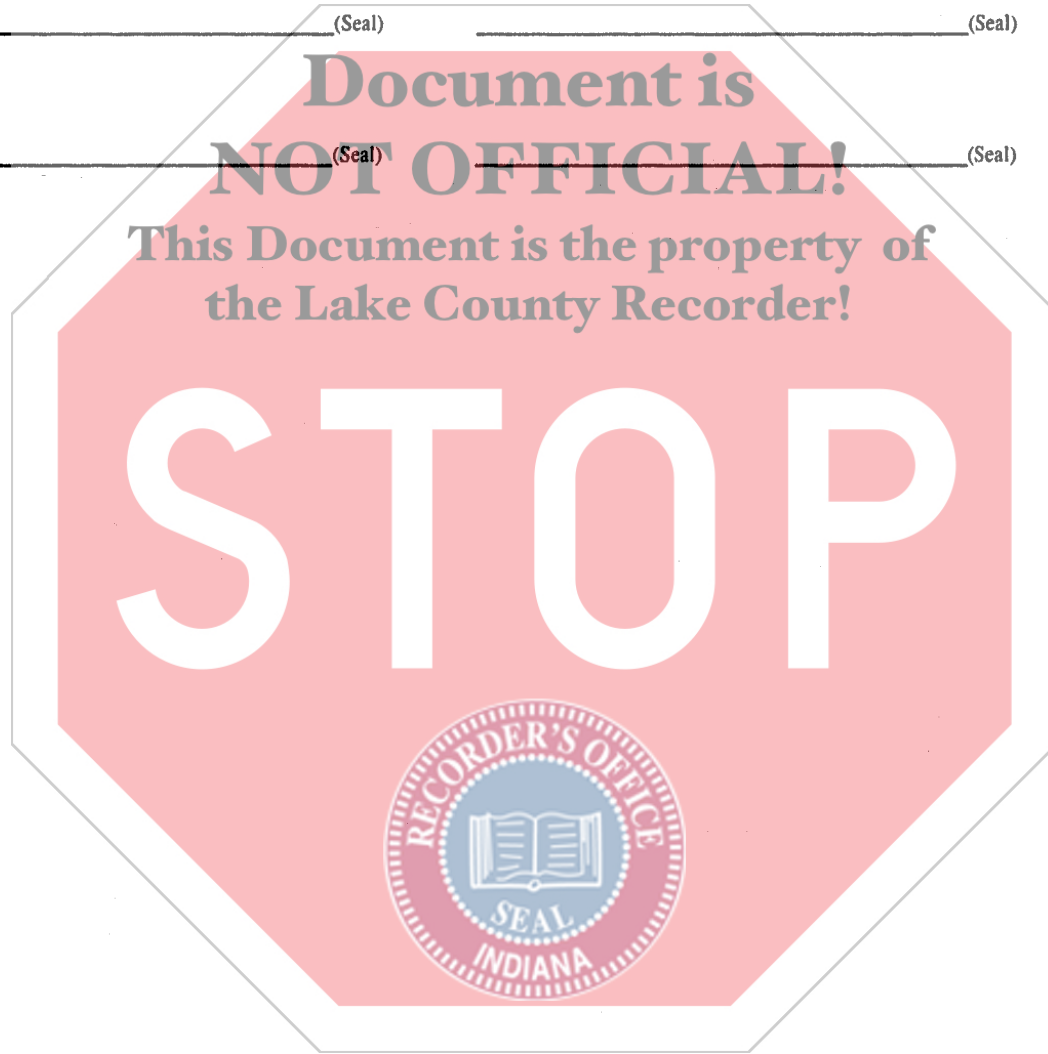 (Seal) (Seal)
Document is
NOT OFFICIAL!
(Seal) (Seal)
This Document is the property of
the Lake County Recorder!
STOP
RECORDER'S OFFICE
SEAL
INDIANA